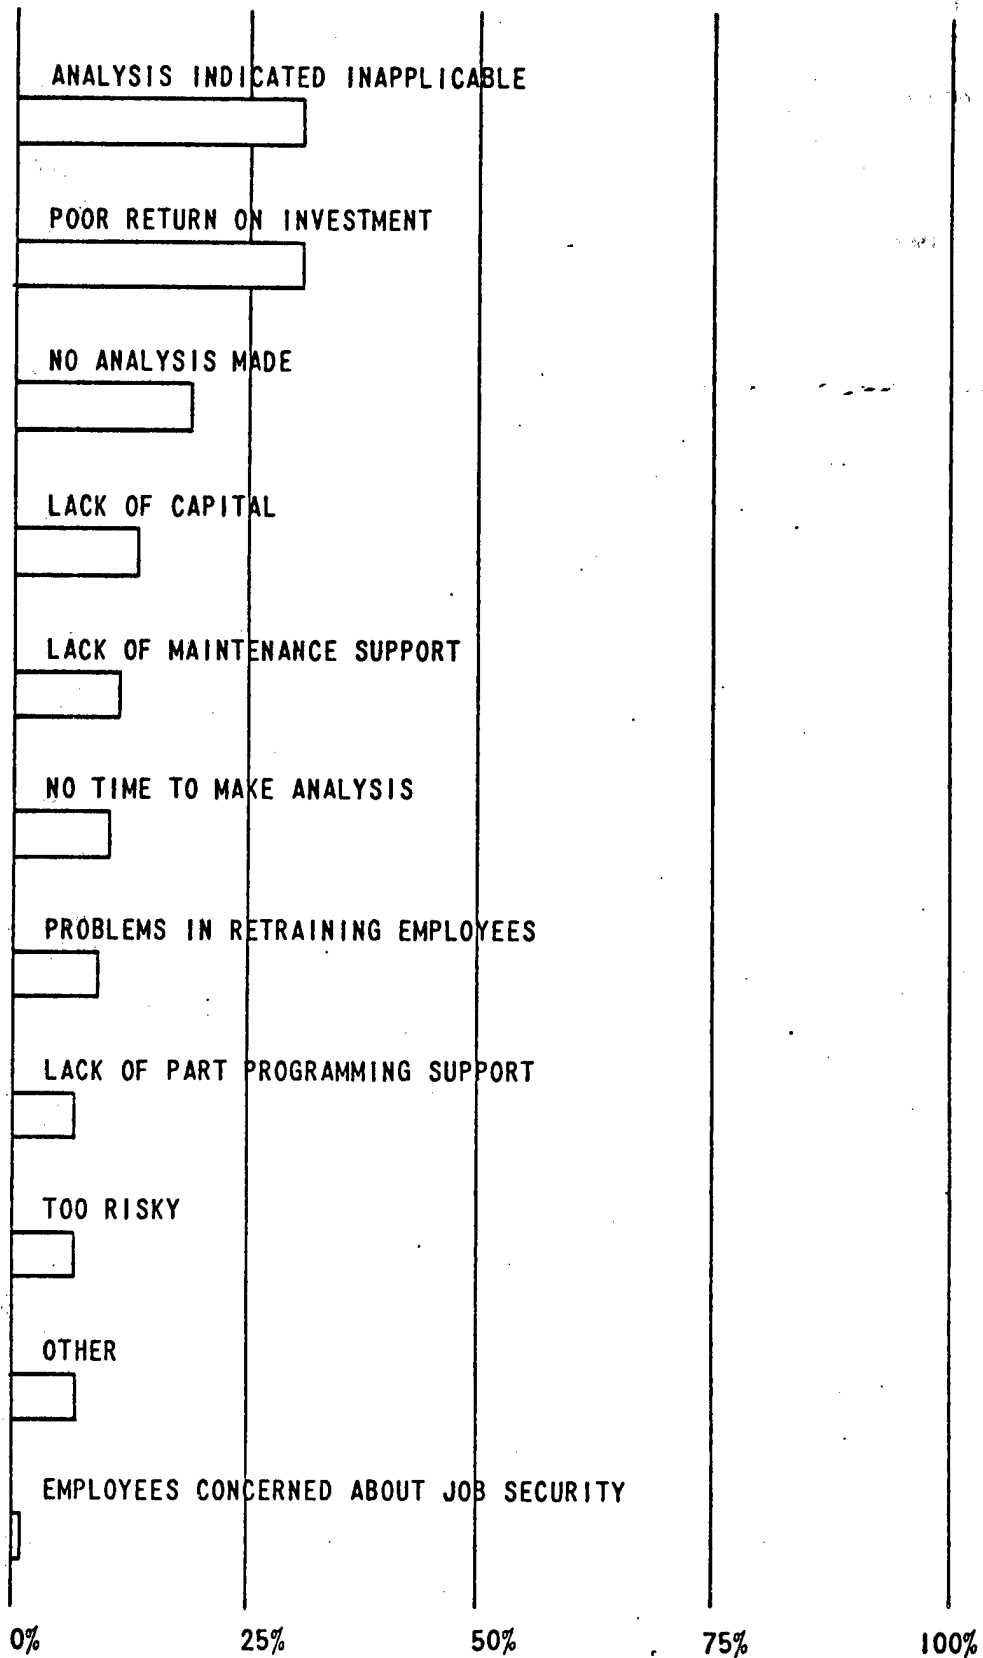 ANALYSIS INDICATED INAPPLICABLE
POOR RETURN ON INVESTMENT
NO ANALYSIS MADE
LACK OF CAPITAL
LACK OF MAINTENANCE SUPPORT
NO TIME TO MAKE ANALYSIS
PROBLEMS IN RETRAINING EMPLOYEES
LACK OF PART PROGRAMMING SUPPORT
TOO RISKY
OTHER
EMPLOYEES CONCERNED ABOUT JOB SECURITY
0% 25% 50% 75% 100%